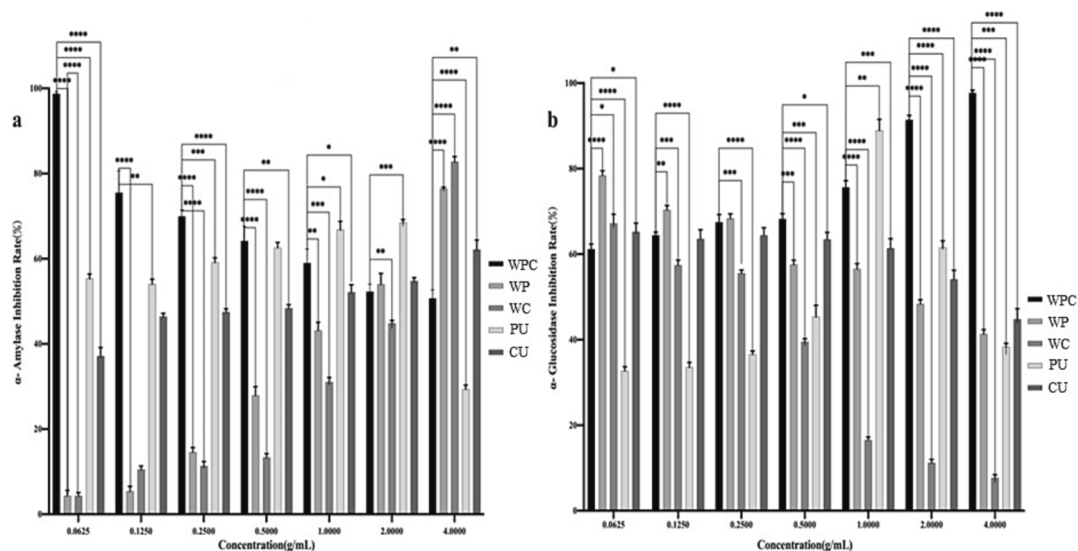 a
α- Amylase Inhibition Rate(%)
100
80
60
40
20
0
0.0625 0.1250 0.2500 0.5000 1.0000 2.0000 4.0000
Concentration(g/mL)
WPC
WP
WC
PU
CU
**** **** **** **** ****
**** **
**** *** **** ****
** **** ****
* * *** **
*** **
** **** **** ****
b
α- Glucosidase Inhibition Rate(%)
100
80
60
40
20
0
0.0625 0.1250 0.2500 0.5000 1.0000 2.0000 4.0000
Concentration(g/mL)
WPC
WP
WC
PU
CU
* **** * ****
**** *** **
**** ***
* *** **** ***
*** ** **** ****
**** **** **** ****
**** *** **** ****